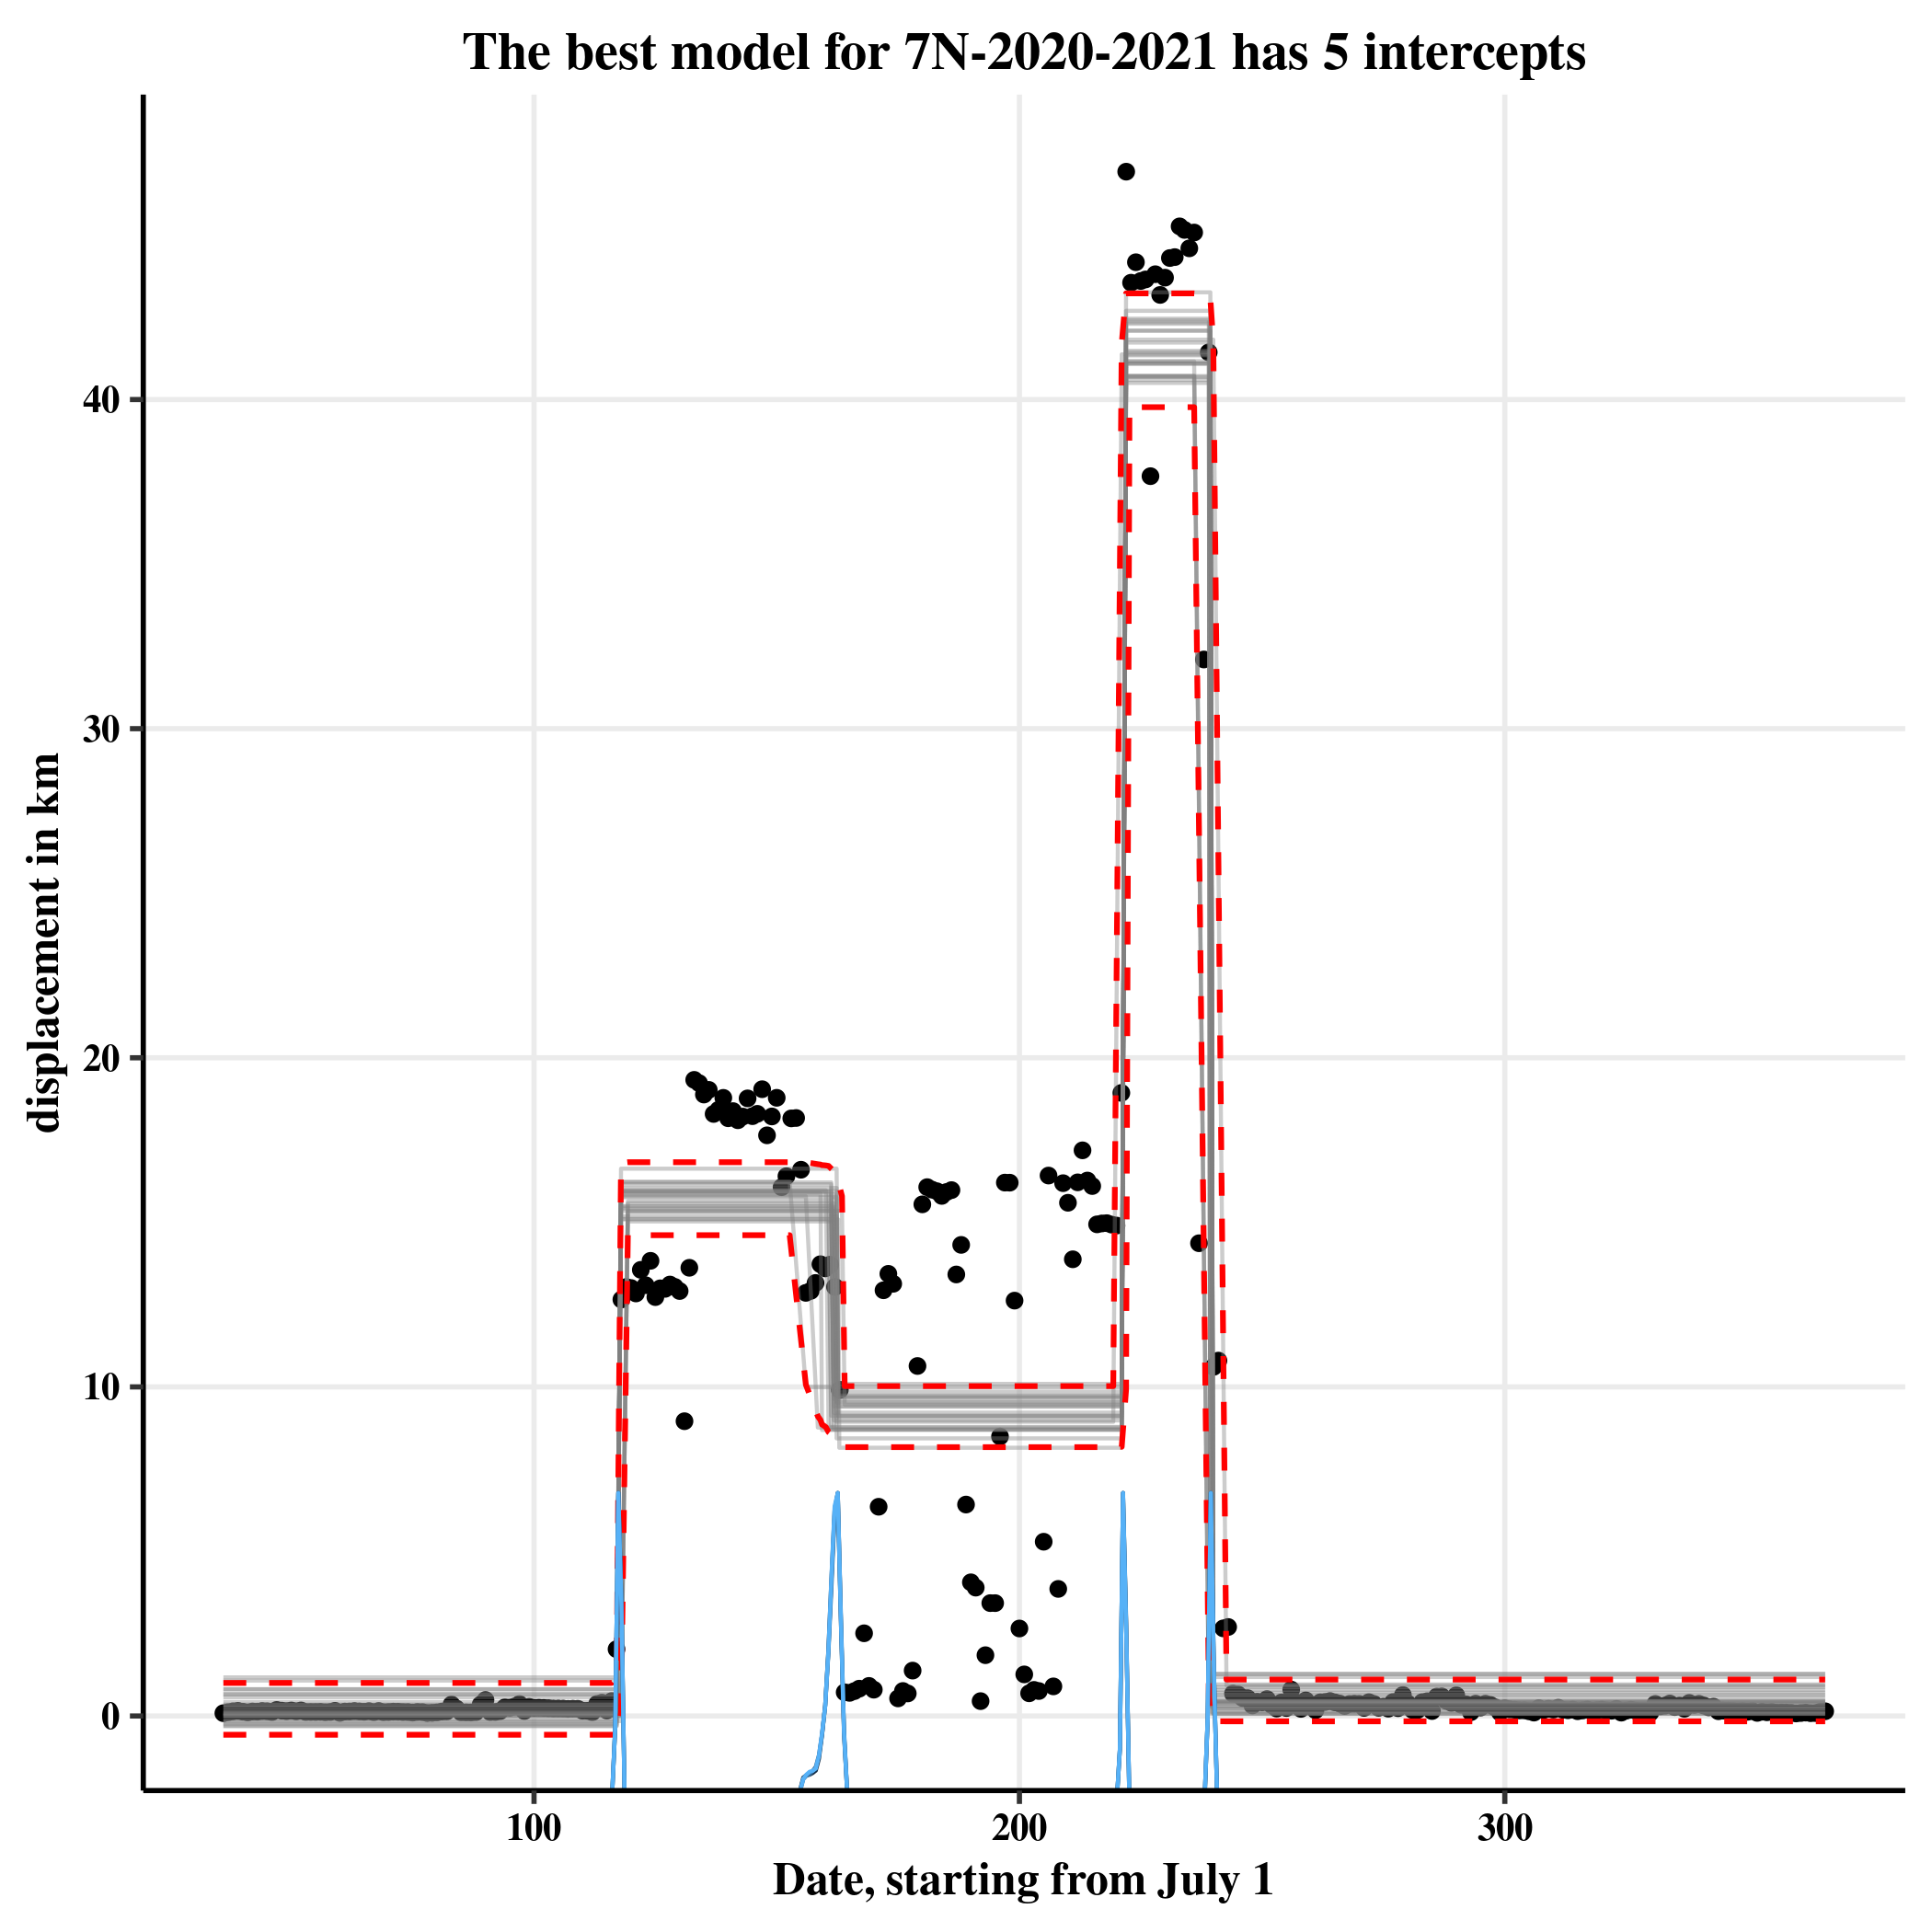 The best model for 7N-2020-2021 has 5 intercepts
displacement in km
40
30
20
10
0
100 200 300
Date, starting from July 1